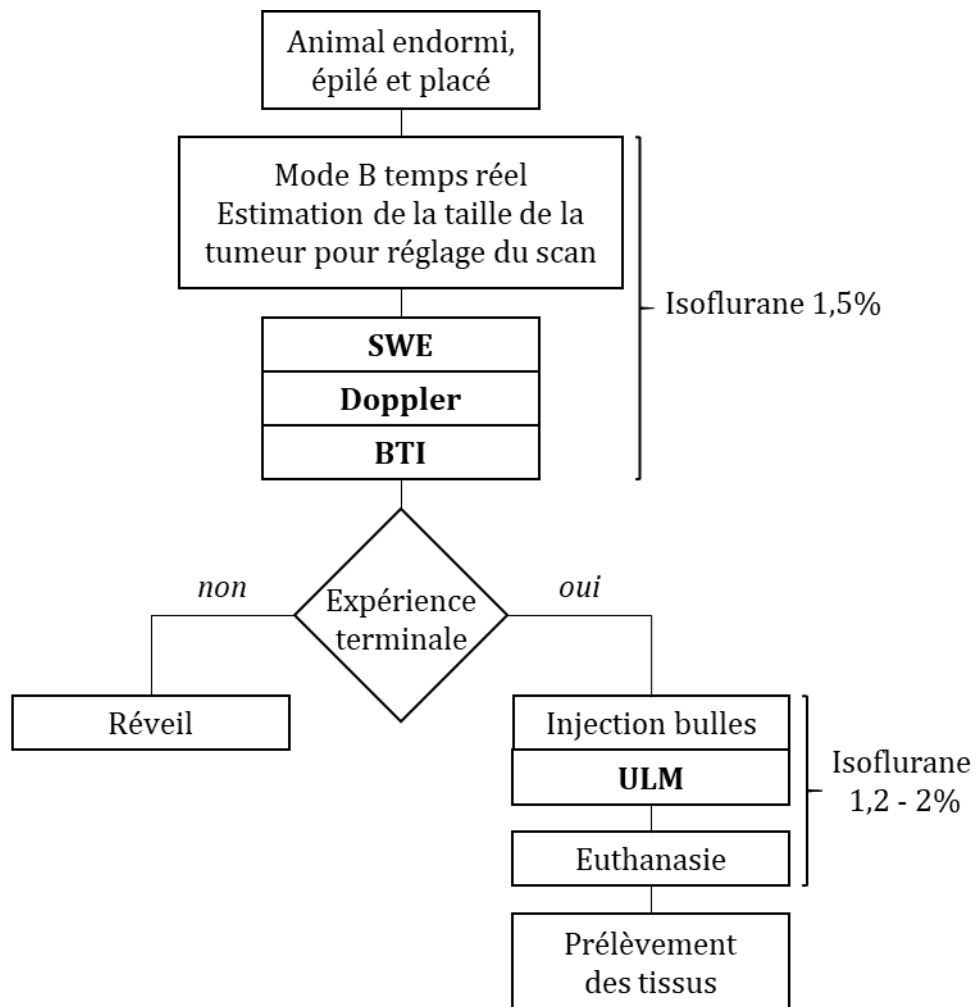 Animal endormi,
épilé et placé
Mode B temps réel
Estimation de la taille de la
tumeur pour réglage du scan
Isoflurane 1,5%
SWE
Doppler
BTI
non
oui
Expérience
terminale
Réveil
Injection bulles
ULM
Isoflurane
1,2 - 2%
Euthanasie
Prélèvement
des tissus